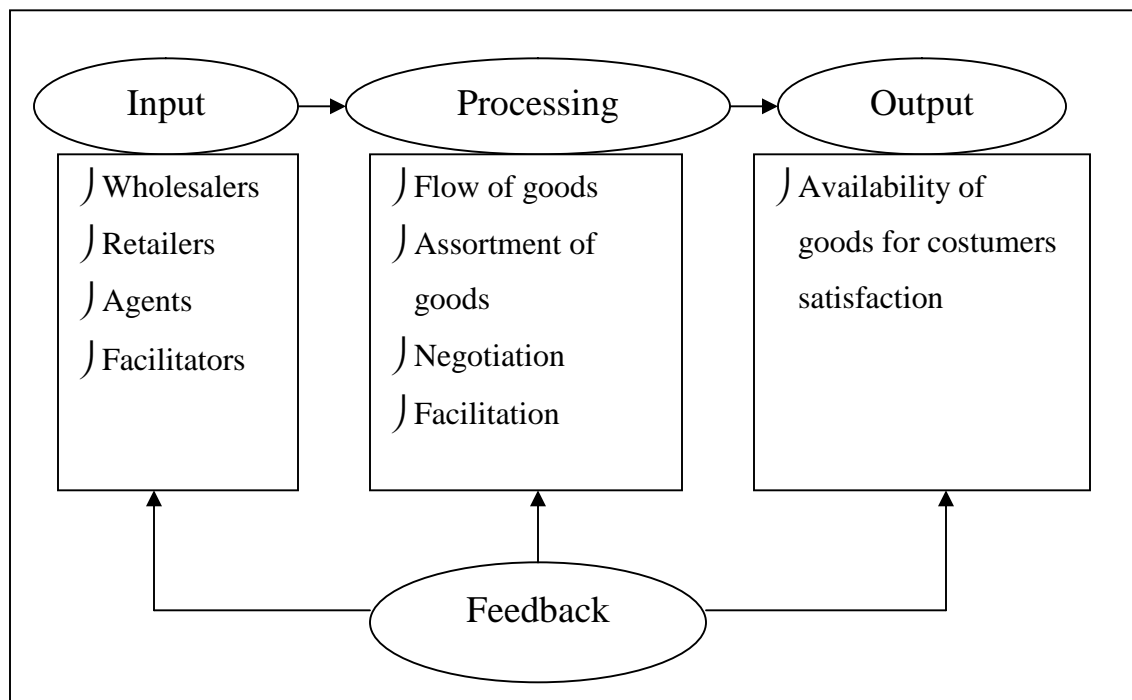 Input
Processing
Output
Wholesalers
Retailers
Agents
Facilitators
Flow of goods
Assortment of
goods
Negotiation
Facilitation
Availability of
goods for costumers
satisfaction
Feedback